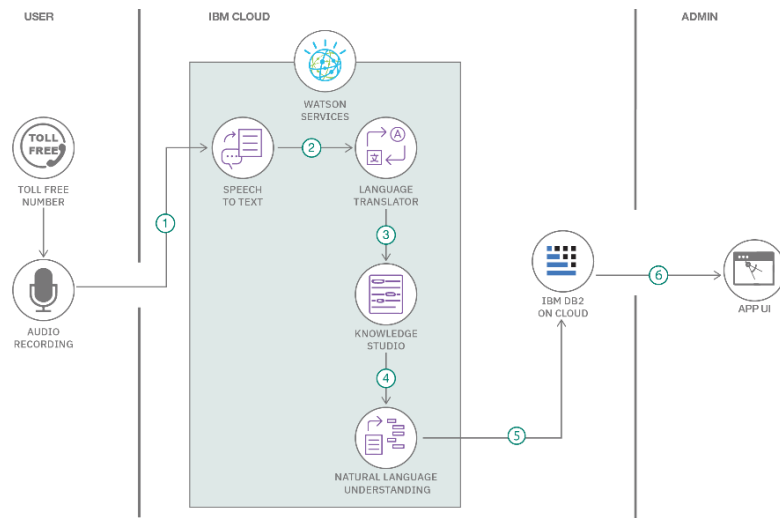 USER
IBM CLOUD
ADMIN
WATSON
SERVICES
TOLL
FREE
TOLL FREE
NUMBER
1
SPEECH
TO TEXT
2
A
文
LANGUAGE
TRANSLATOR
3
AUDIO
RECORDING
KNOWLEDGE
STUDIO
4
NATURAL LANGUAGE
UNDERSTANDING
5
IBM DB2
ON CLOUD
6
APP UI